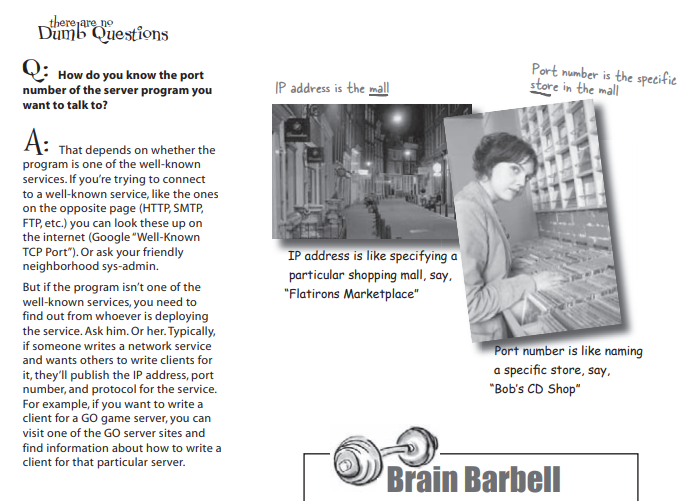 there are no
Dumb Questions
Q: How do you know the port
number of the server program you
want to talk to?
A: That depends on whether the
program is one of the well-known
services. If you’re trying to connect
to a well-known service, like the ones
on the opposite page (HTTP, SMTP,
FTP, etc.) you can look these up on
the internet (Google “Well-Known
TCP Port”). Or ask your friendly
neighborhood sys-admin.
But if the program isn’t one of the
well-known services, you need to
find out from whoever is deploying
the service. Ask him. Or her. Typically,
if someone writes a network service
and wants others to write clients for
it, they’ll publish the IP address, port
number, and protocol for the service.
For example, if you want to write a
client for a GO game server, you can
visit one of the GO server sites and
find information about how to write a
client for that particular server.
IP address is the mall
Port number is the specific
store in the mall
IP address is like specifying a
particular shopping mall, say,
“Flatirons Marketplace”
Port number is like naming
a specific store, say,
“Bob’s CD Shop”
Brain Barbell